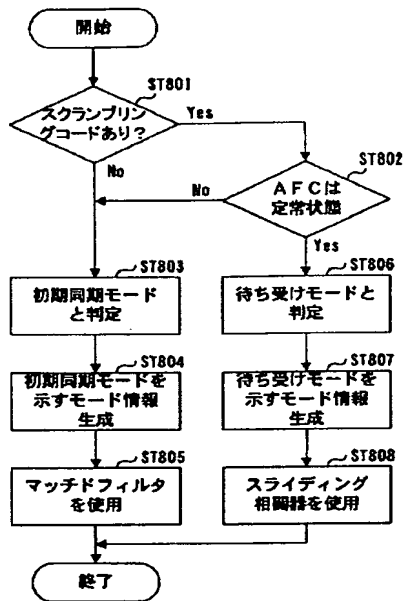 開始
ST801
スクランブリン
グコードあり？
Yes
ST802
No
No
ＡＦＣは
定常状態
Yes
ST803
初期同期モード
と判定
ST806
待ち受けモードと
判定
ST804
初期同期モードを
示すモード情報
生成
ST807
待ち受けモードを
示すモード情報
生成
ST805
マッチドフィルタ
を使用
ST808
スライディング
相関器を使用
終了